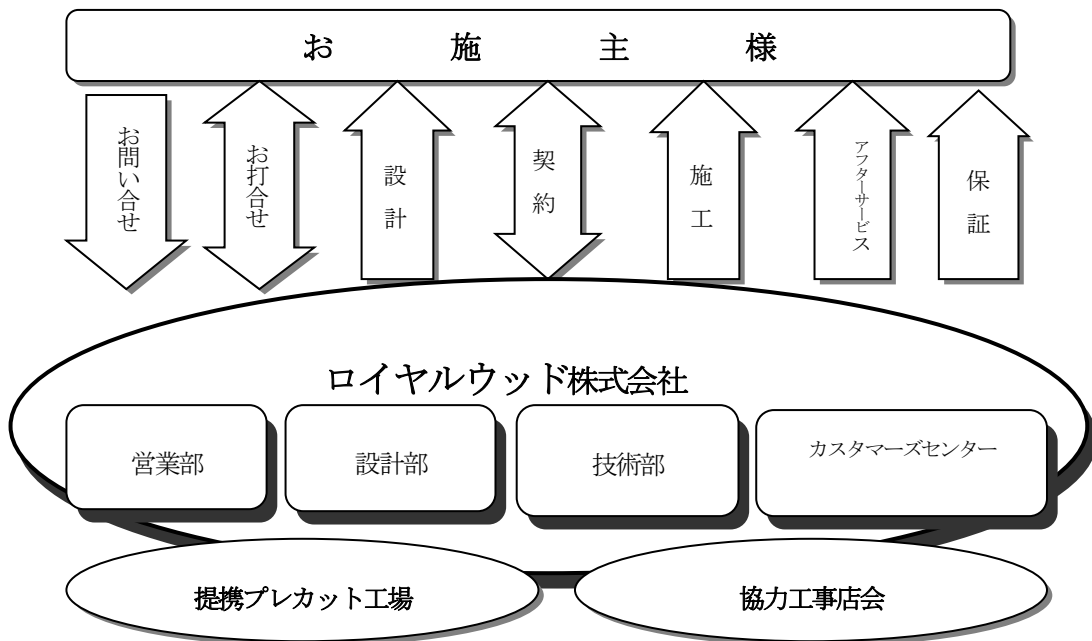 お施主様
お問い合せ
お打合せ
設計
契約
施工
アフターサービス
保証
ロイヤルウッド株式会社
営業部
設計部
技術部
カスタマーズセンター
提携プレカット工場
協力工事店会